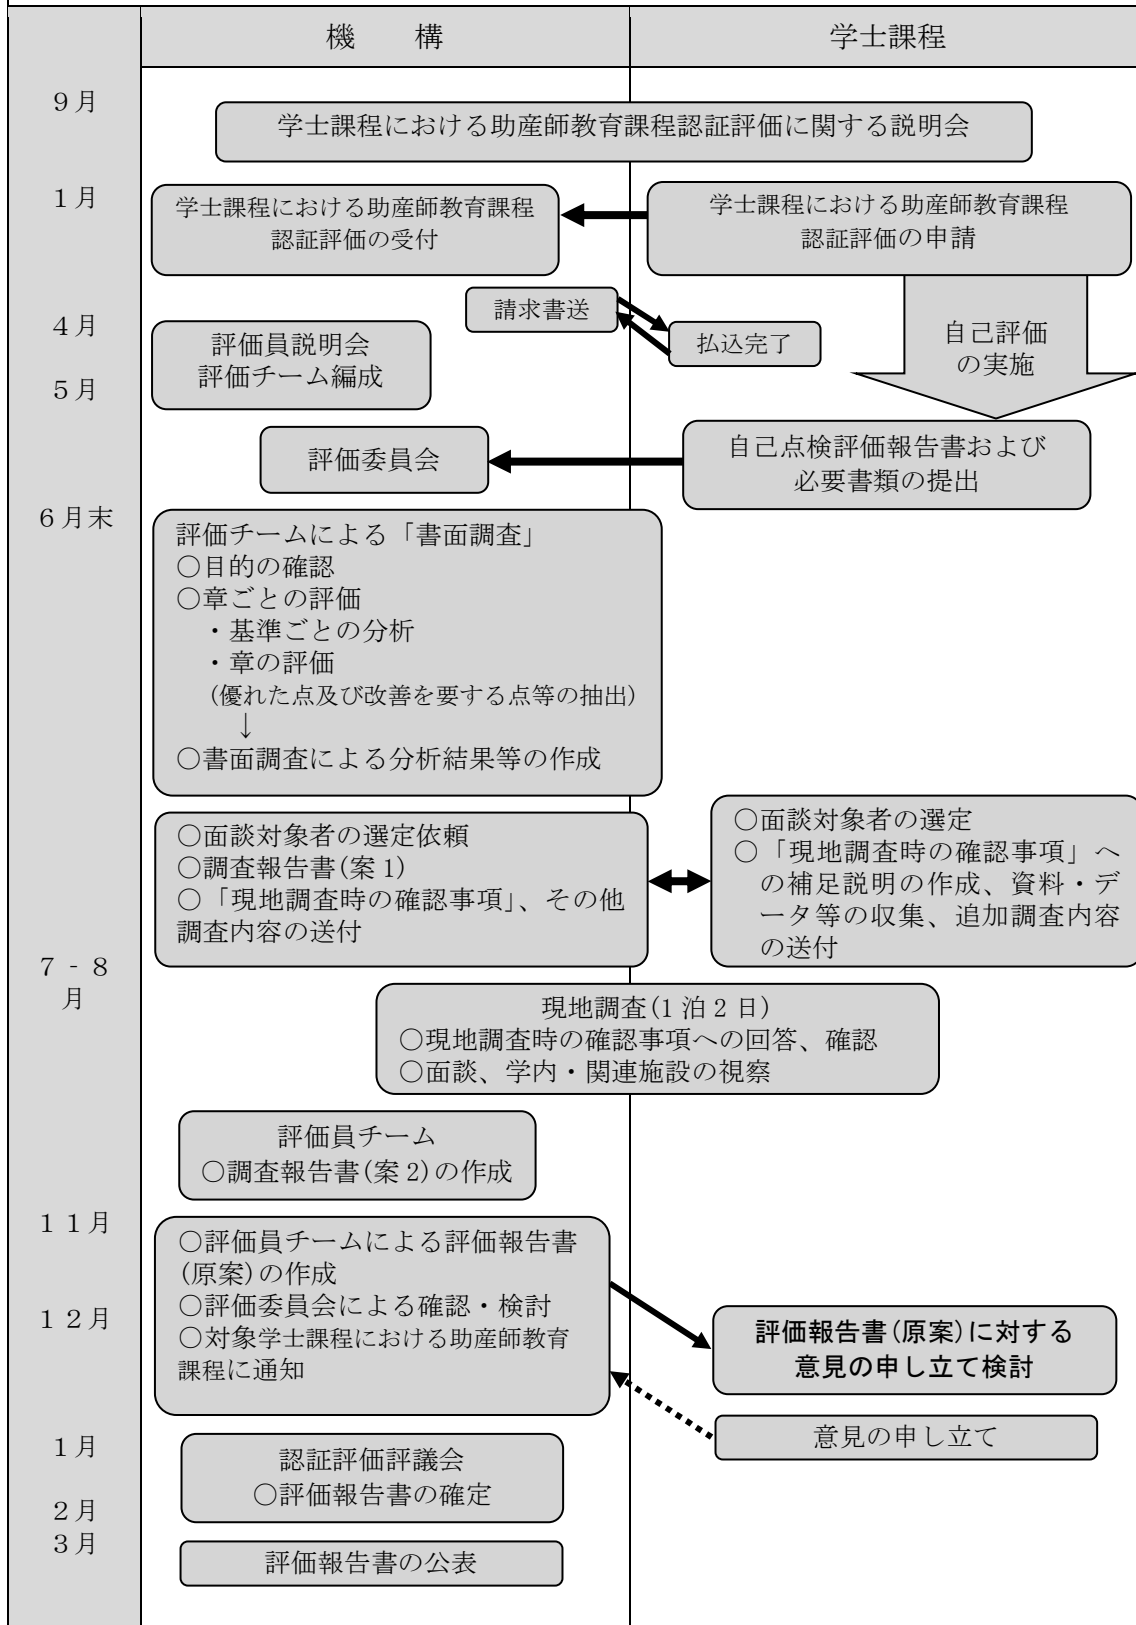 機　　構
学士課程
9月
学士課程における助産師教育課程認証評価に関する説明会
1月
学士課程における助産師教育課程
認証評価の受付
学士課程における助産師教育課程
認証評価の申請
請求書送
払込完了
自己評価
の実施
4月
5月
評価員説明会
評価チーム編成
評価委員会
自己点検評価報告書および
必要書類の提出
6月末
評価チームによる「書面調査」
○目的の確認
○章ごとの評価
・基準ごとの分析
・章の評価
(優れた点及び改善を要する点等の抽出)
↓
○書面調査による分析結果等の作成
○面談対象者の選定依頼
○調査報告書(案1)
○「現地調査時の確認事項」、その他
調査内容の送付
○面談対象者の選定
○「現地調査時の確認事項」へ
の補足説明の作成、資料・デ
ータ等の収集、追加調査内容
の送付
7-8
月
現地調査(1泊2日)
○現地調査時の確認事項への回答、確認
○面談、学内・関連施設の視察
評価員チーム
○調査報告書(案2)の作成
11月
12月
○評価員チームによる評価報告書
(原案)の作成
○評価委員会による確認・検討
○対象学士課程における助産師教育
課程に通知
評価報告書(原案)に対する
意見の申し立て検討
意見の申し立て
1月
2月
認証評価評議会
○評価報告書の確定
3月
評価報告書の公表